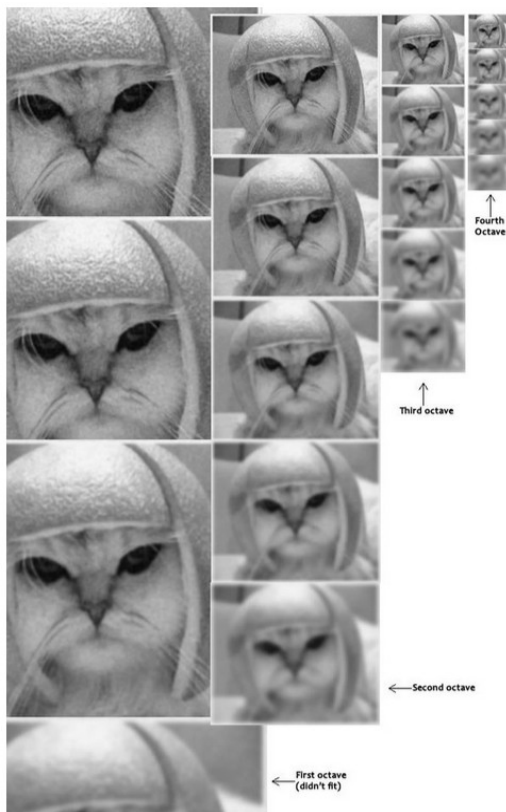 Fourth
Octave
Third octave
Second octave
First octave
(didn't fit)